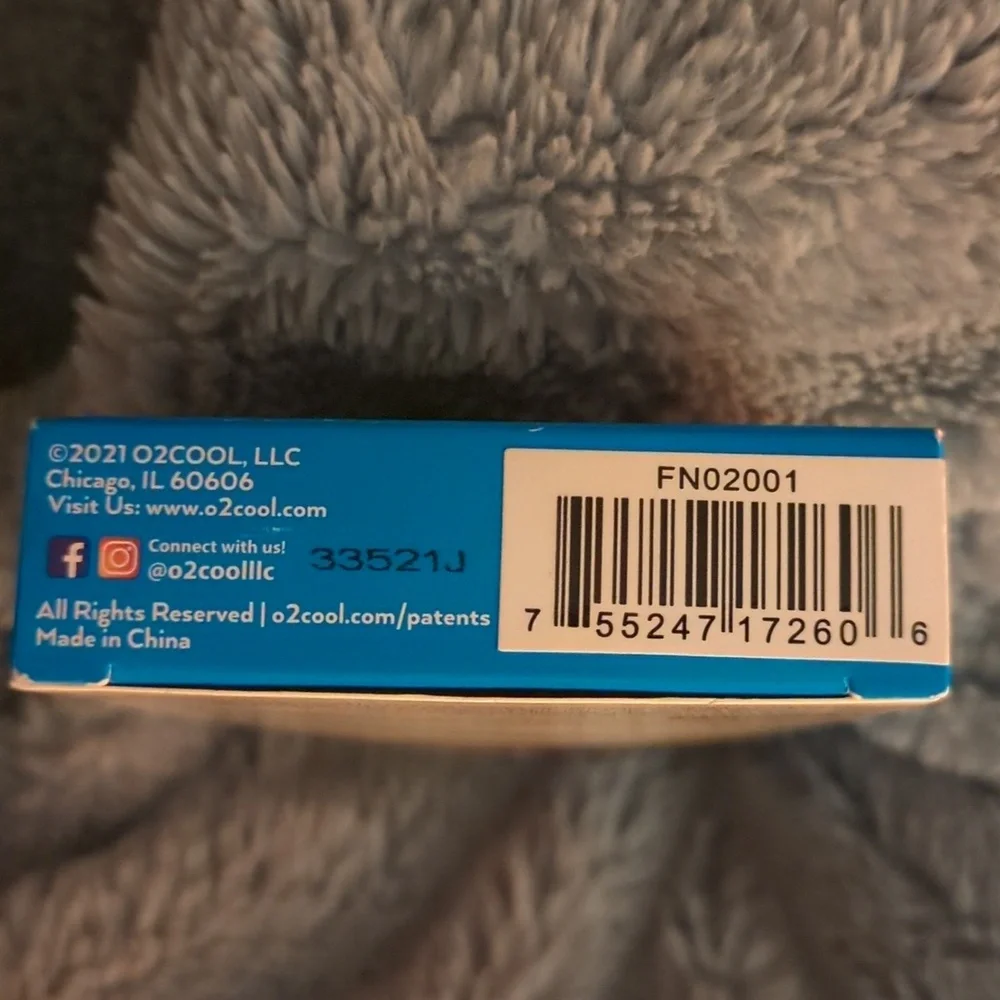 ©2021 O2COOL, LLC
Chicago, IL 60606
Visit Us: www.o2cool.com
Connect with us!
@o2coolllc
33521J
All Rights Reserved | o2cool.com/patents
Made in China
FN02001
7 55247 17260 6